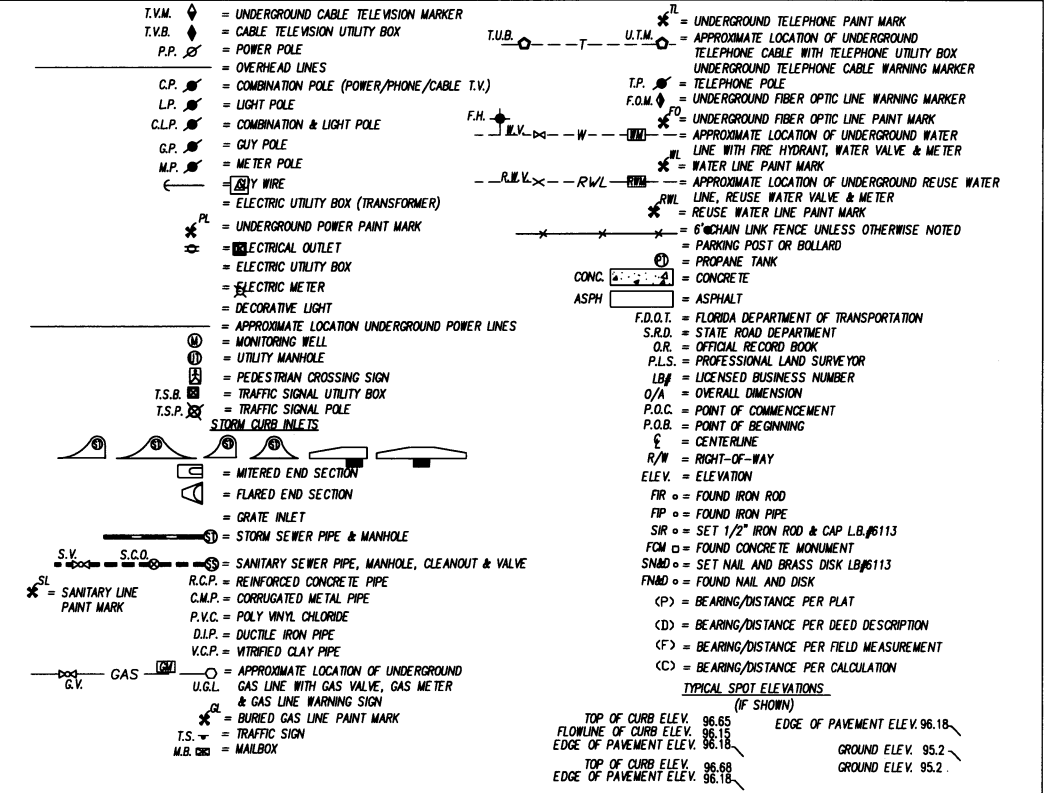 T.V.M. = UNDERGROUND CABLE TELEVISION MARKER
T.V.B. = CABLE TELEVISION UTILITY BOX
P.P. = POWER POLE
= OVERHEAD LINES
C.P. = COMBINATION POLE (POWER/PHONE/CABLE T.V.)
L.P. = LIGHT POLE
C.L.P. = COMBINATION & LIGHT POLE
G.P. = GUY POLE
M.P. = METER POLE
= GUY WIRE
= ELECTRIC UTILITY BOX (TRANSFORMER)
PL = UNDERGROUND POWER PAINT MARK
= ELECTRICAL OUTLET
= ELECTRIC UTILITY BOX
= ELECTRIC METER
= DECORATIVE LIGHT
= APPROXIMATE LOCATION UNDERGROUND POWER LINES
M = MONITORING WELL
UT = UTILITY MANHOLE
= PEDESTRIAN CROSSING SIGN
T.S.B. = TRAFFIC SIGNAL UTILITY BOX
T.S.P. = TRAFFIC SIGNAL POLE
STORM CURB INLETS
ST ST ST ST
= MITERED END SECTION
= FLARED END SECTION
= GRATE INLET
ST = STORM SEWER PIPE & MANHOLE
S.V. S.C.O. SS = SANITARY SEWER PIPE, MANHOLE, CLEANOUT & VALVE
SL = SANITARY LINE
PAINT MARK
R.C.P. = REINFORCED CONCRETE PIPE
C.M.P. = CORRUGATED METAL PIPE
P.V.C. = POLY VINYL CHLORIDE
D.I.P. = DUCTILE IRON PIPE
V.C.P. = VITRIFIED CLAY PIPE
G.V. GAS GM U.G.L. = APPROXIMATE LOCATION OF UNDERGROUND
GAS LINE WITH GAS VALVE, GAS METER
& GAS LINE WARNING SIGN
GL = BURIED GAS LINE PAINT MARK
T.S. = TRAFFIC SIGN
M.B. = MAILBOX
TL = UNDERGROUND TELEPHONE PAINT MARK
T.U.B. T U.T.M. = APPROXIMATE LOCATION OF UNDERGROUND
TELEPHONE CABLE WITH TELEPHONE UTILITY BOX
UNDERGROUND TELEPHONE CABLE WARNING MARKER
T.P. = TELEPHONE POLE
F.O.M. = UNDERGROUND FIBER OPTIC LINE WARNING MARKER
FO = UNDERGROUND FIBER OPTIC LINE PAINT MARK
F.H. W.V. W WM = APPROXIMATE LOCATION OF UNDERGROUND WATER
LINE WITH FIRE HYDRANT, WATER VALVE & METER
WL = WATER LINE PAINT MARK
R.W.V. RWL RWM = APPROXIMATE LOCATION OF UNDERGROUND REUSE WATER
LINE, REUSE WATER VALVE & METER
RWL = REUSE WATER LINE PAINT MARK
= 6' CHAIN LINK FENCE UNLESS OTHERWISE NOTED
= PARKING POST OR BOLLARD
PT = PROPANE TANK
CONC. = CONCRETE
ASPH = ASPHALT
F.D.O.T. = FLORIDA DEPARTMENT OF TRANSPORTATION
S.R.D. = STATE ROAD DEPARTMENT
O.R. = OFFICIAL RECORD BOOK
P.L.S. = PROFESSIONAL LAND SURVEYOR
LB# = LICENSED BUSINESS NUMBER
O/A = OVERALL DIMENSION
P.O.C. = POINT OF COMMENCEMENT
P.O.B. = POINT OF BEGINNING
℄ = CENTERLINE
R/W = RIGHT-OF-WAY
ELEV. = ELEVATION
FIR = FOUND IRON ROD
FIP = FOUND IRON PIPE
SIR = SET 1/2" IRON ROD & CAP L.B.#6113
FCM = FOUND CONCRETE MONUMENT
SN&D = SET NAIL AND BRASS DISK LB#6113
FN&D = FOUND NAIL AND DISK
(P) = BEARING/DISTANCE PER PLAT
(D) = BEARING/DISTANCE PER DEED DESCRIPTION
(F) = BEARING/DISTANCE PER FIELD MEASUREMENT
(C) = BEARING/DISTANCE PER CALCULATION
TYPICAL SPOT ELEVATIONS
(IF SHOWN)
TOP OF CURB ELEV. 96.65
FLOWLINE OF CURB ELEV. 96.15
EDGE OF PAVEMENT ELEV. 96.18
TOP OF CURB ELEV. 96.68
EDGE OF PAVEMENT ELEV. 96.18
EDGE OF PAVEMENT ELEV. 96.18
GROUND ELEV. 95.2
GROUND ELEV. 95.2